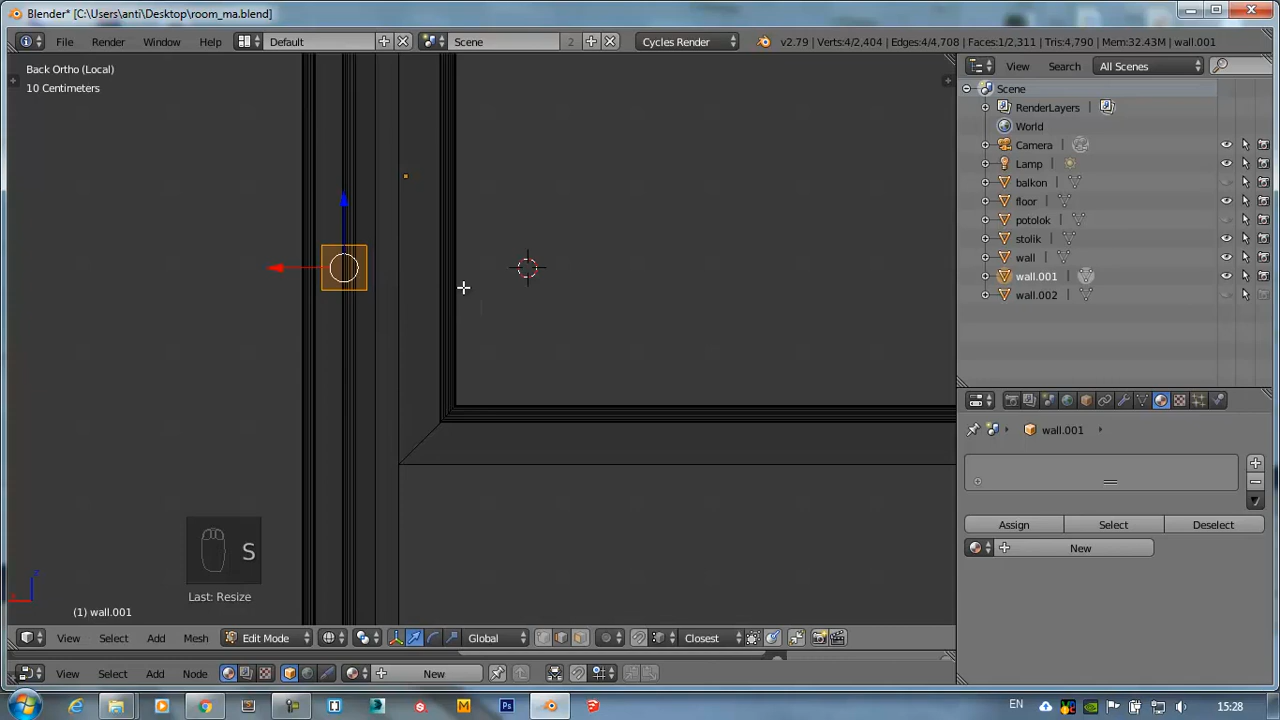 Blender* [C:\Users\anti\Desktop\room_ma.blend]
File Render Window Help Default Scene 2 Cycles Render v2.79 | Verts:4/2,404 | Edges:4/4,708 | Faces:1/2,311 | Tris:4,790 | Mem:32.43M | wall.001
Back Ortho (Local)
10 Centimeters
View Search All Scenes
Scene
RenderLayers
World
Camera
Lamp
balkon
floor
potolok
stolik
wall
wall.001
wall.002
wall.001
Assign Select Deselect
New
S
Last: Resize
z
x
(1) wall.001
View Select Add Mesh Edit Mode Global Closest
View Select Add Node New
EN 15:28